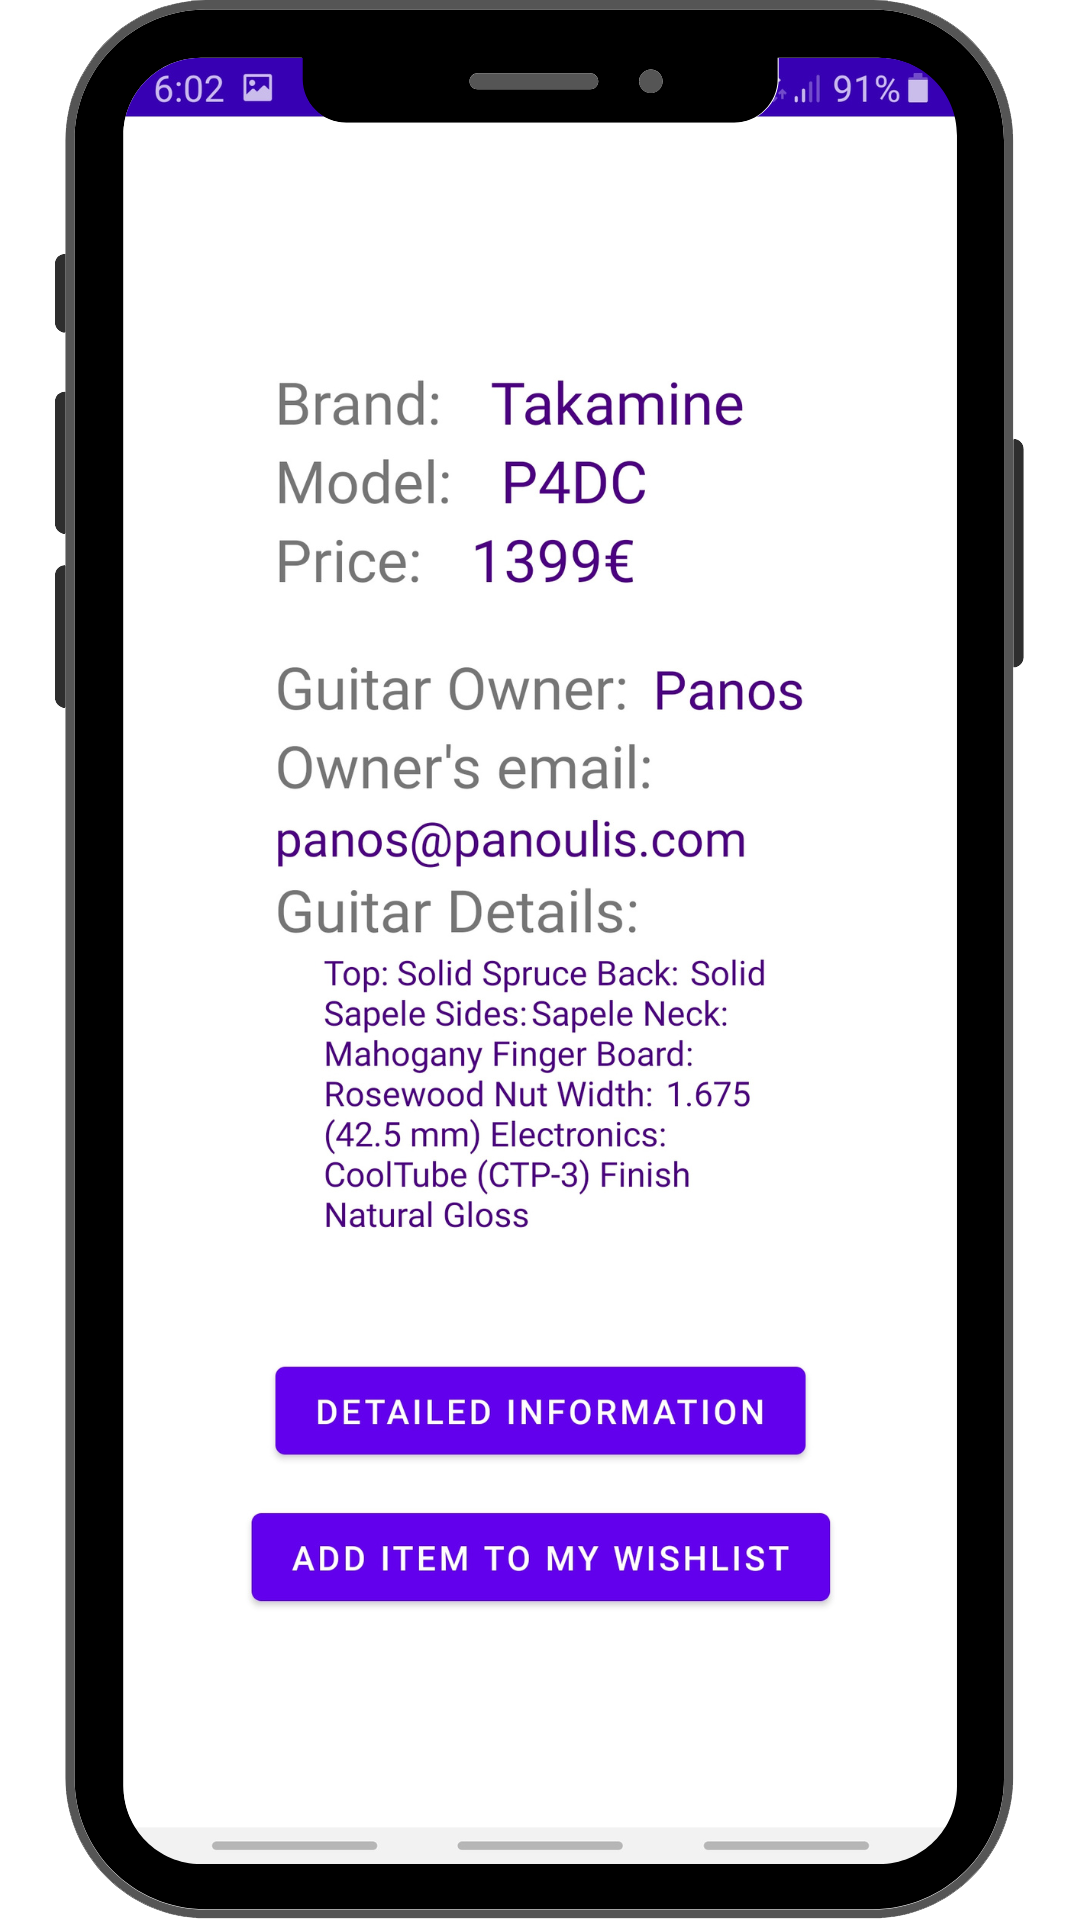 6:02 91%
Brand: Takamine
Model: P4DC
Price: 1399€
Guitar Owner: Panos
Owner's email:
panos@panoulis.com
Guitar Details:
Top: Solid Spruce Back: Solid
Sapele Sides: Sapele Neck:
Mahogany Finger Board:
Rosewood Nut Width: 1.675
(42.5 mm) Electronics:
CoolTube (CTP-3) Finish
Natural Gloss
DETAILED INFORMATION
ADD ITEM TO MY WISHLIST